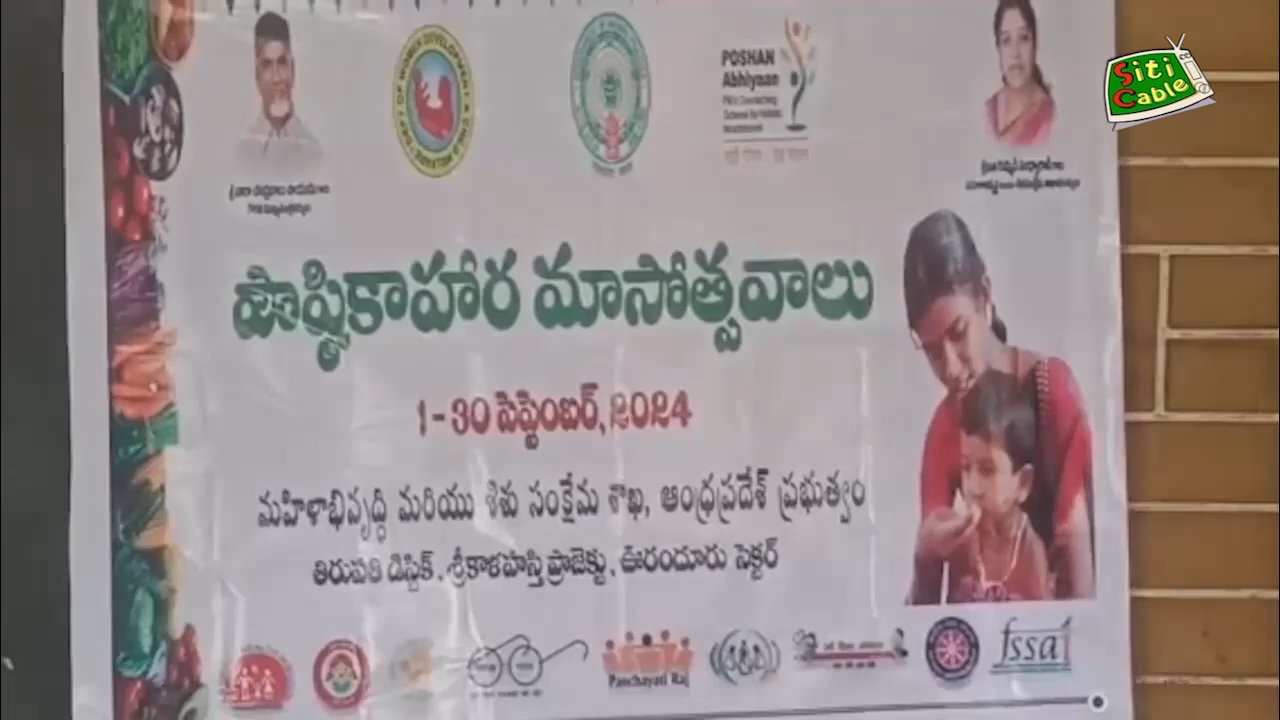 Siti
Cable
POSHAN
Abhiyaan
పౌష్టికాహార మాసోత్సవాలు
1 - 30 సెప్టెంబర్, 2024
మహిళాభివృద్ధి మరియు శిశు సంక్షేమ శాఖ, ఆంధ్రప్రదేశ్ ప్రభుత్వం
తిరుపతి డిస్టిక్, శ్రీకాళహస్తి ప్రాజెక్టు, ఊరందూరు సెక్టర్
Panchayati Raj
fssai